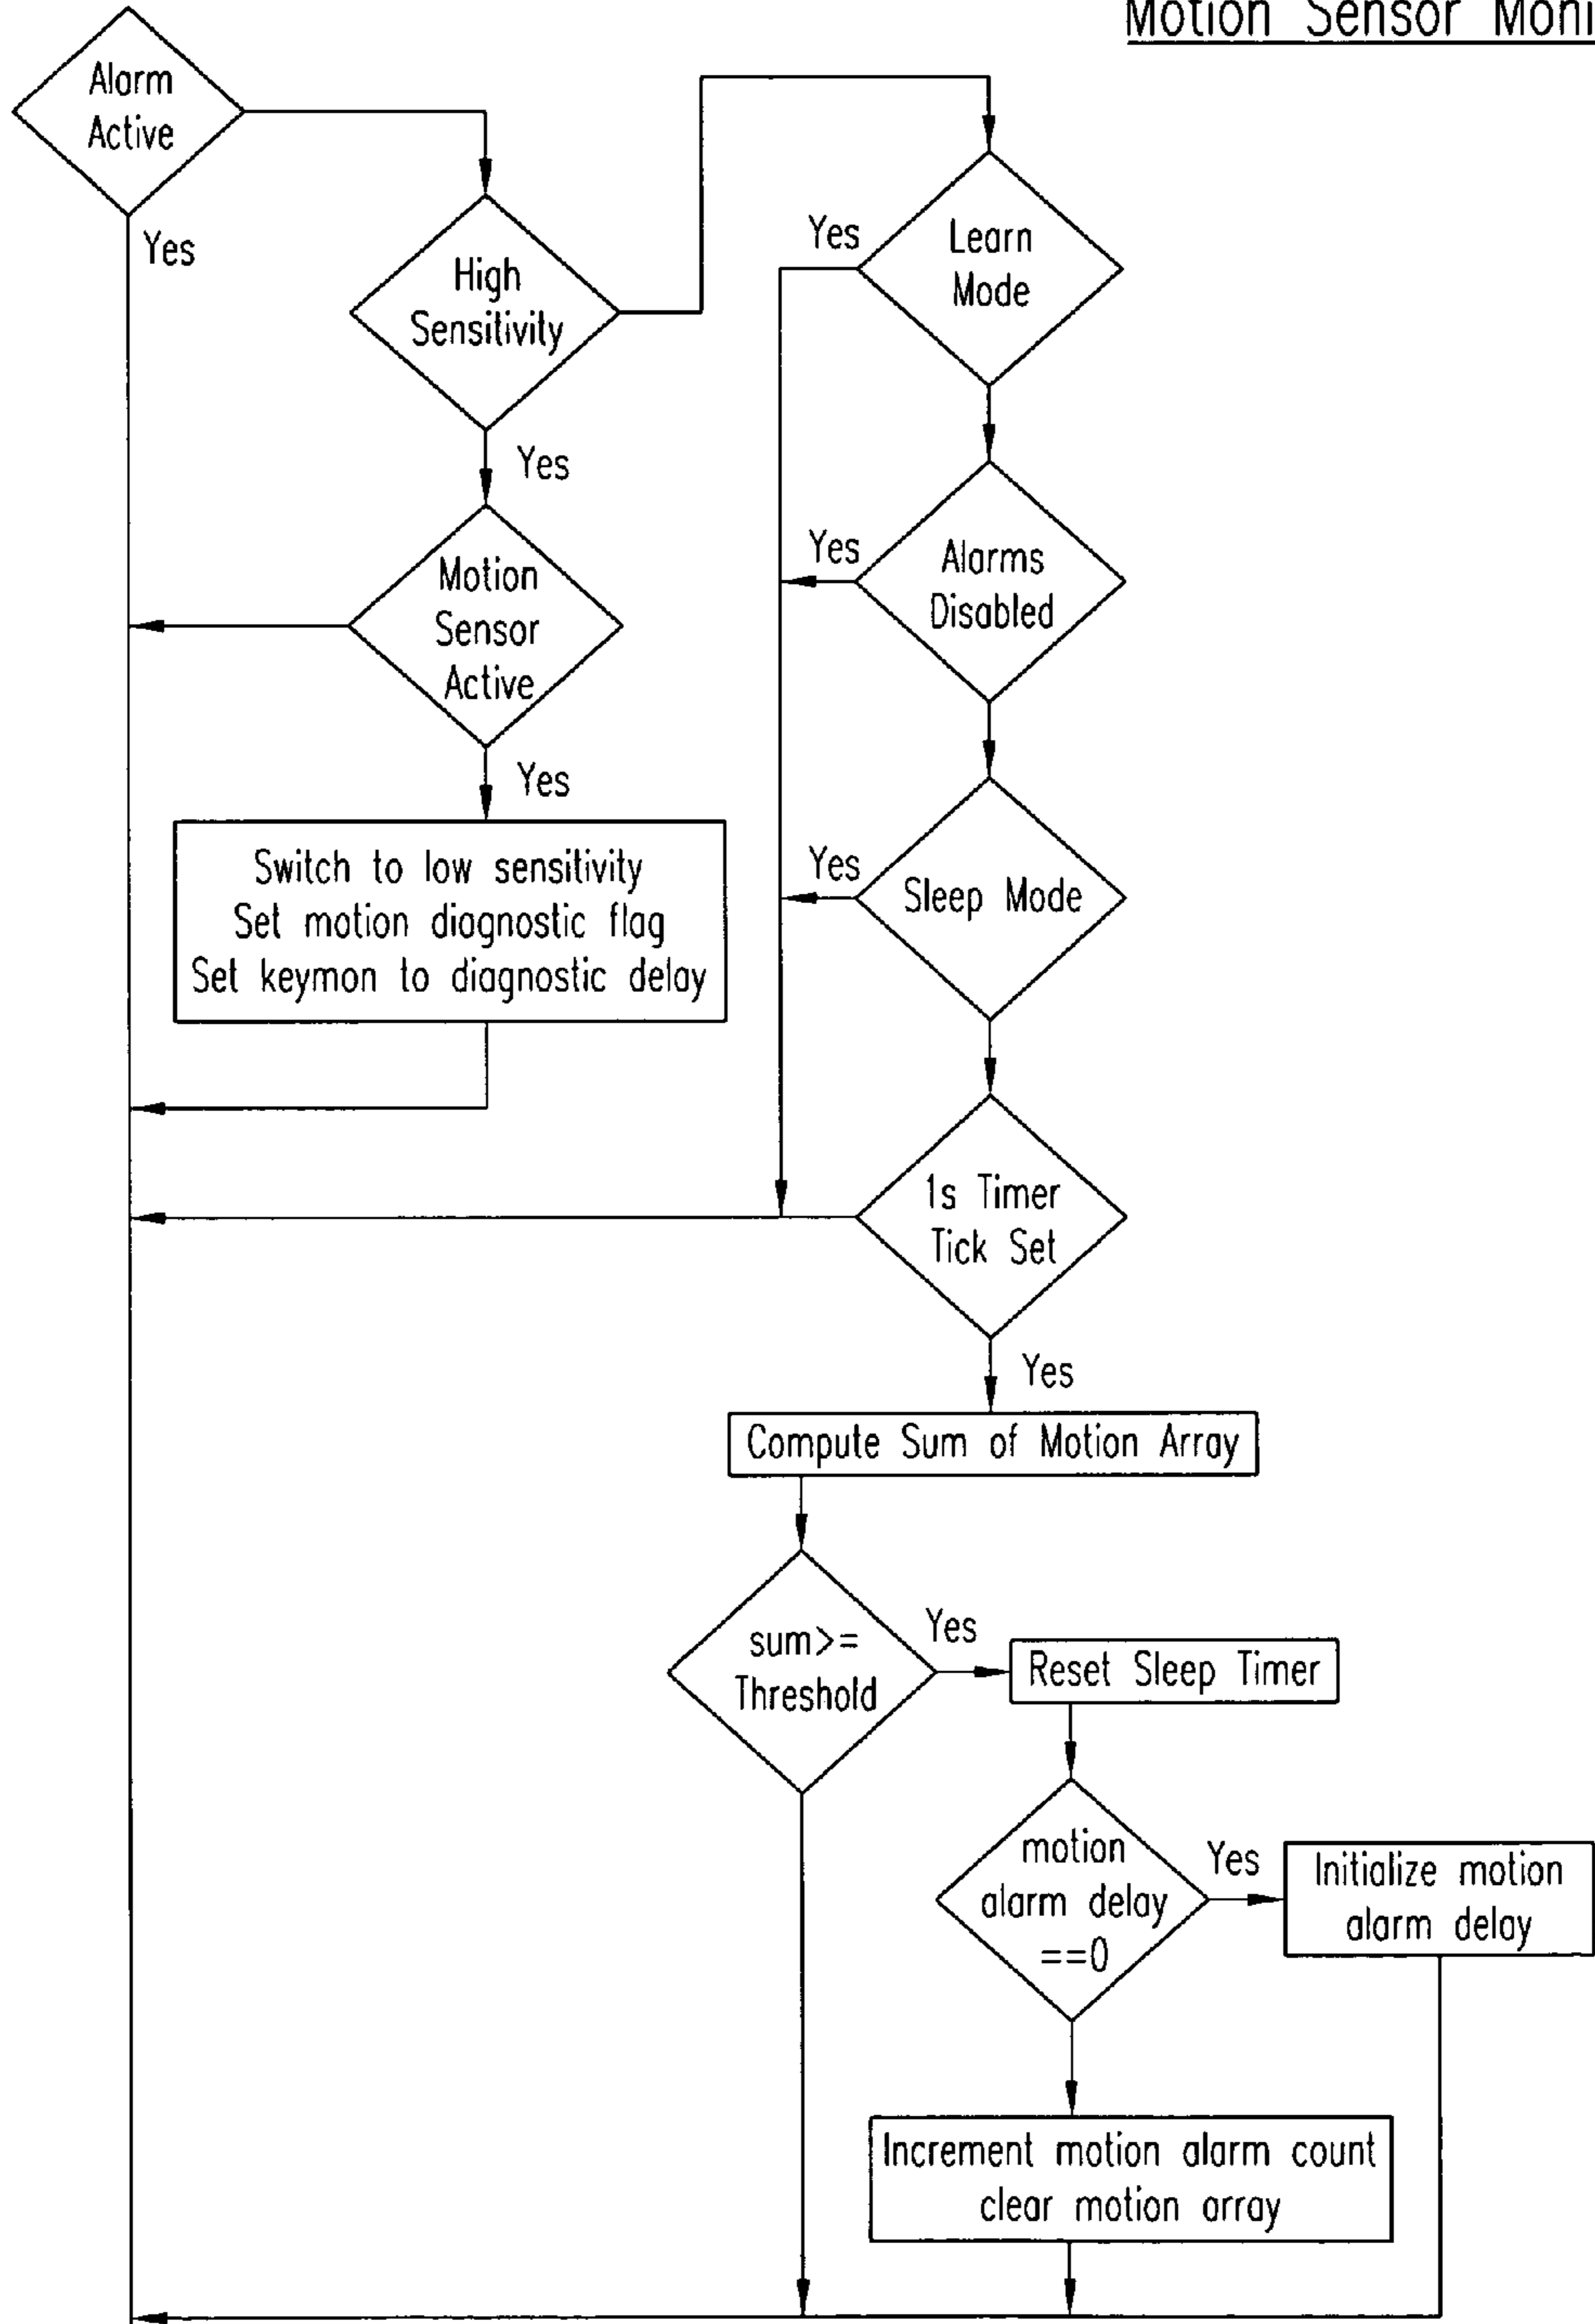 Motion Sensor Moni
Alarm
Active
Yes
High
Sensitivity
Yes
Learn
Mode
Yes
Motion
Sensor
Active
Yes
Alarms
Disabled
Yes
Switch to low sensitivity
Set motion diagnostic flag
Set keymon to diagnostic delay
Yes
Sleep Mode
1s Timer
Tick Set
Yes
Compute Sum of Motion Array
sum>=
Threshold
Yes
Reset Sleep Timer
motion
alarm delay
==0
Yes
Initialize motion
alarm delay
Increment motion alarm count
clear motion array